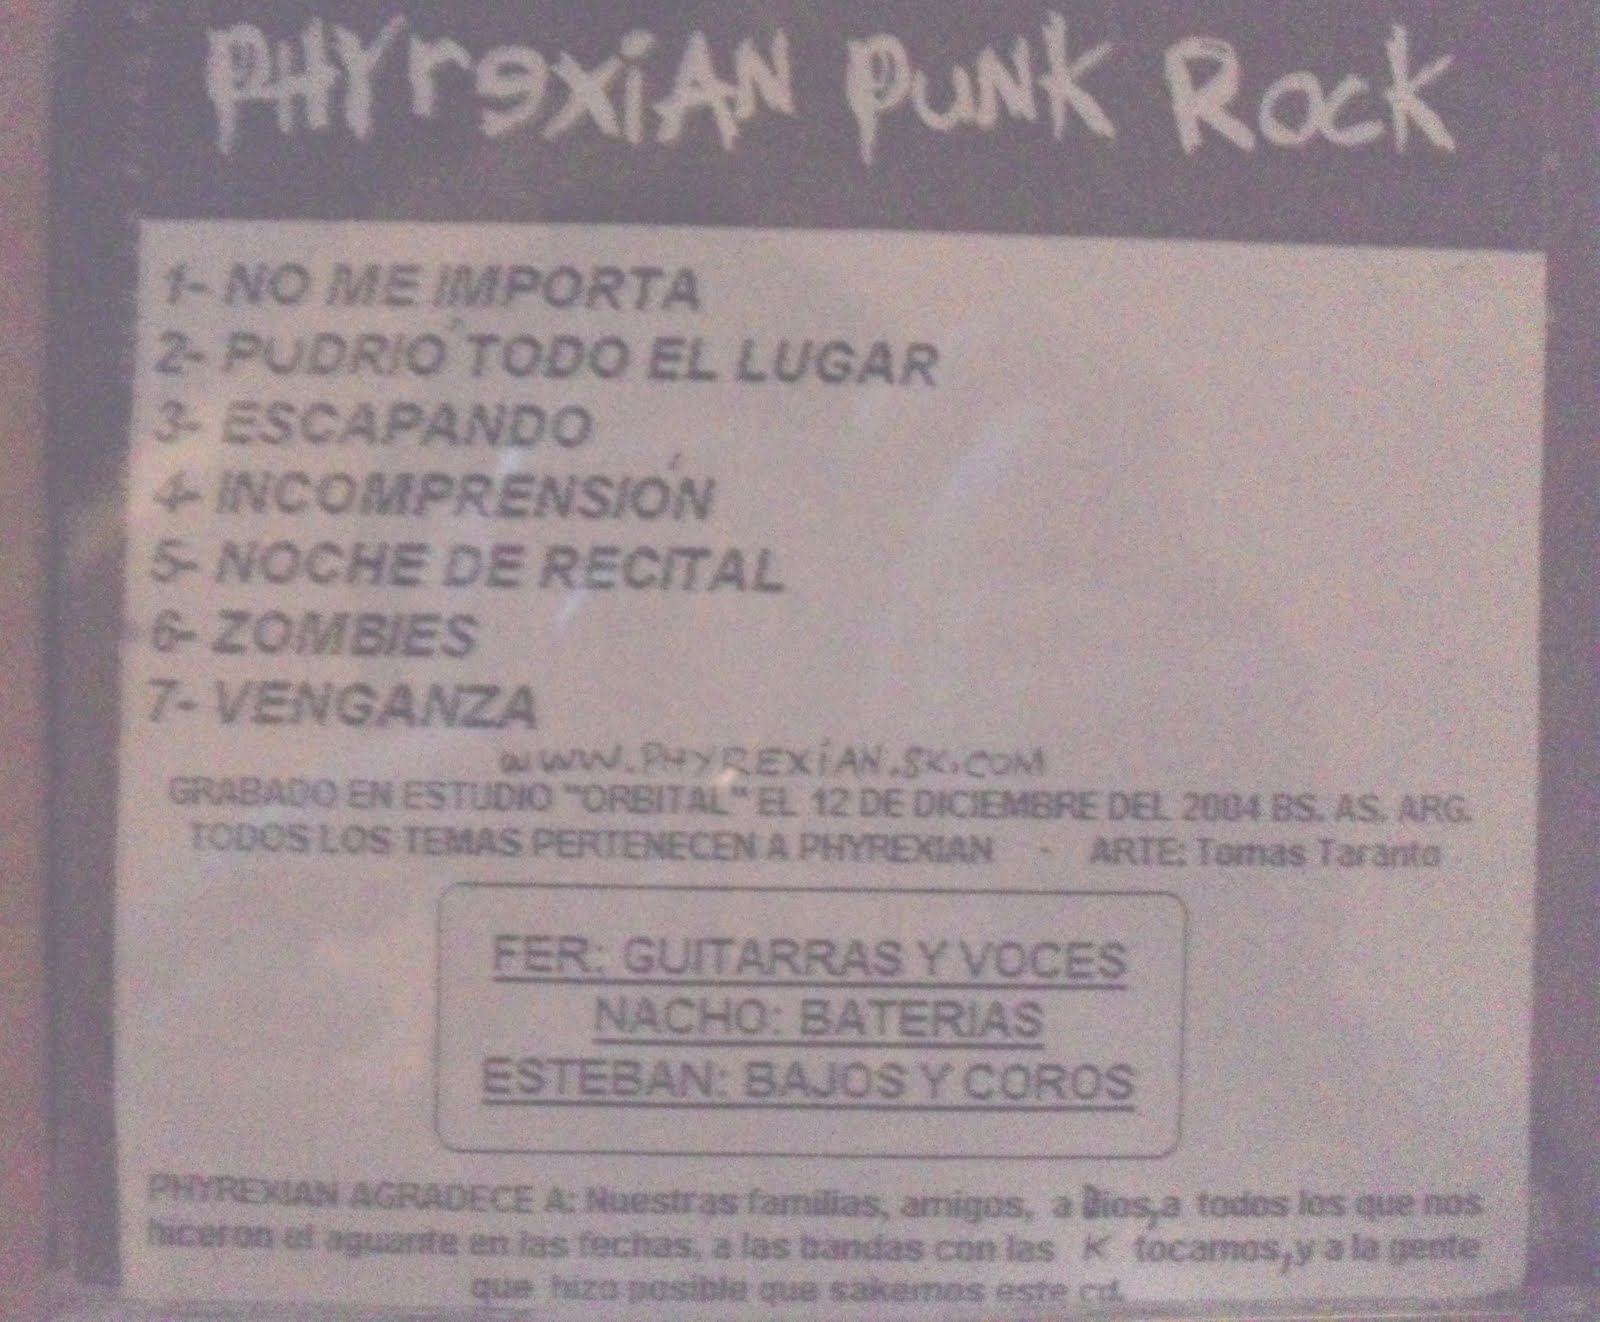 PHYrexiAN PUNK Rock
1- NO ME IMPORTA
2- PUDRIÓ TODO EL LUGAR
3- ESCAPANDO
4- INCOMPRENSIÓN
5- NOCHE DE RECITAL
6- ZOMBIES
7- VENGANZA
www.PHYREXiAN.8K.COM
GRABADO EN ESTUDIO "ORBITAL" EL 12 DE DICIEMBRE DEL 2004 BS. AS. ARG.
TODOS LOS TEMAS PERTENECEN A PHYREXIAN - ARTE: Tomas Taranto
FER: GUITARRAS Y VOCES
NACHO: BATERIAS
ESTEBAN: BAJOS Y COROS
PHYREXIAN AGRADECE A: Nuestras familias, amigos, a Dios,a todos los que nos
hiceron el aguante en las fechas, a las bandas con las K tocamos,y a la gente
que hizo posible que sakemos este cd.